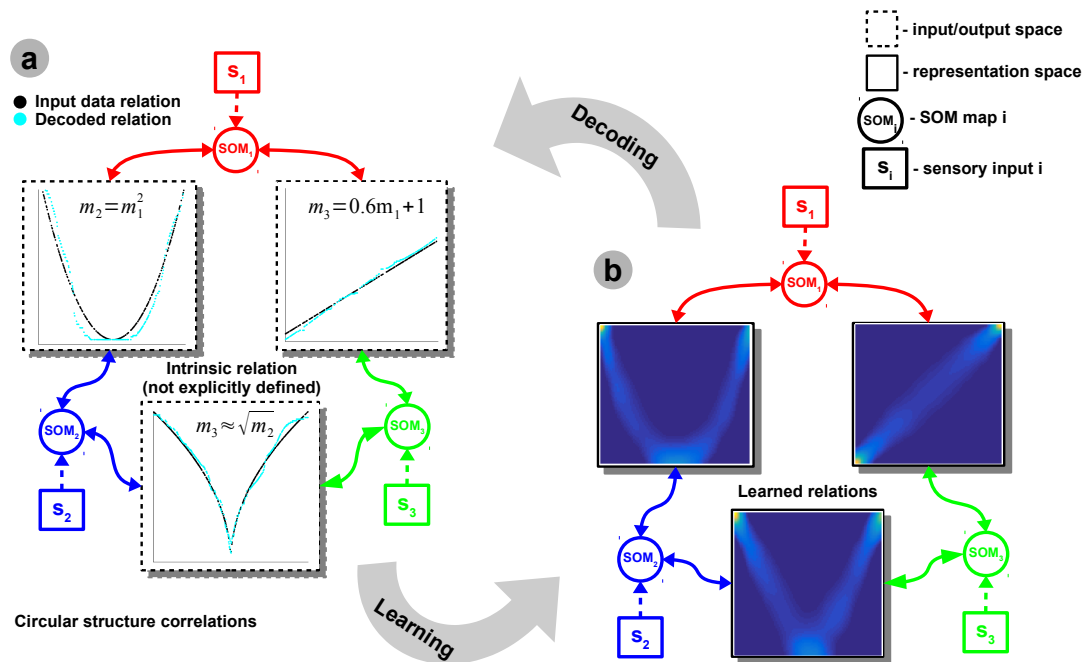 a
s₁
Input data relation
Decoded relation
SOM₁
m₂=m₁²
m₃=0.6m₁+1
Intrinsic relation
(not explicitly defined)
m₃≈√m₂
SOM₂
SOM₃
s₂
s₃
Circular structure correlations
Decoding
Learning
- input/output space
- representation space
SOMᵢ - SOM map i
sᵢ - sensory input i
b
s₁
SOM₁
Learned relations
SOM₂
SOM₃
s₂
s₃